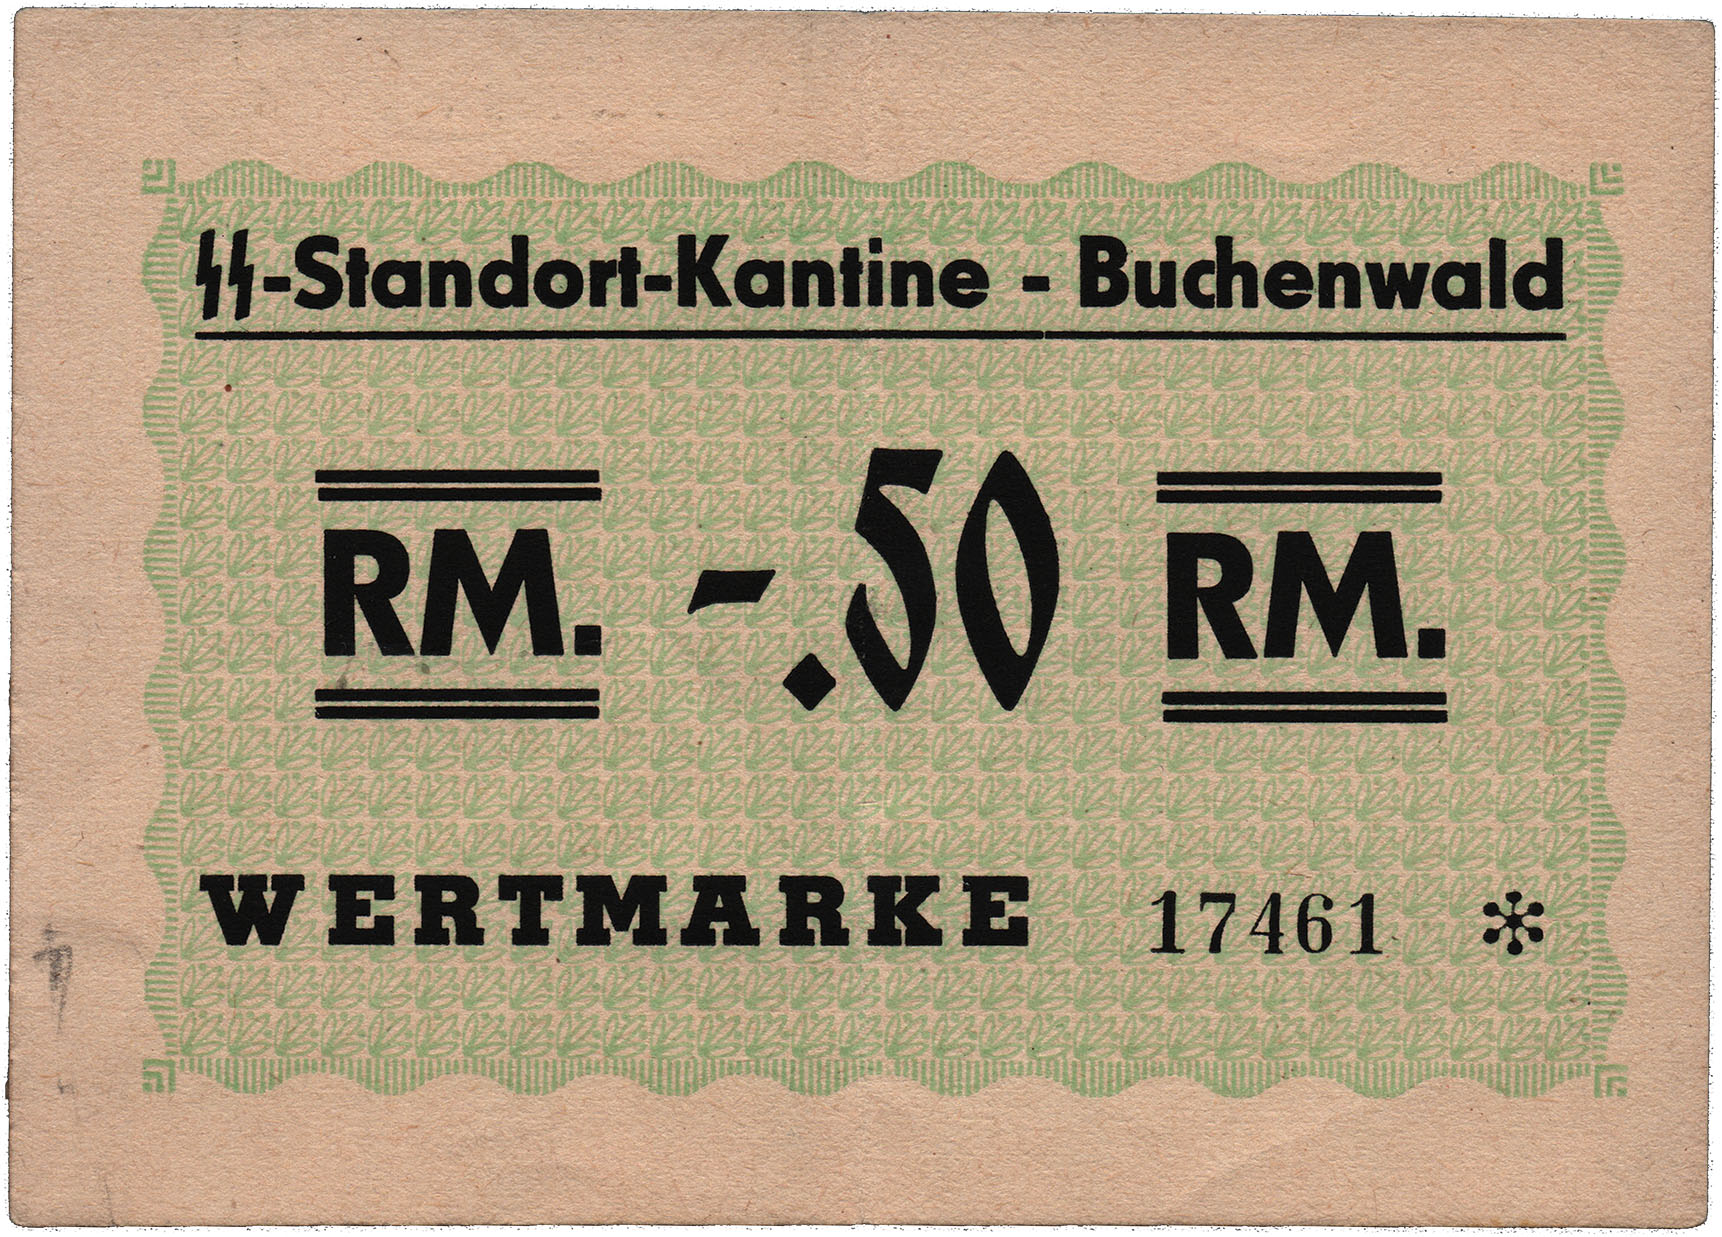 SS-Standort-Kantine - Buchenwald
RM. -.50 RM.
WERTMARKE 17461 *